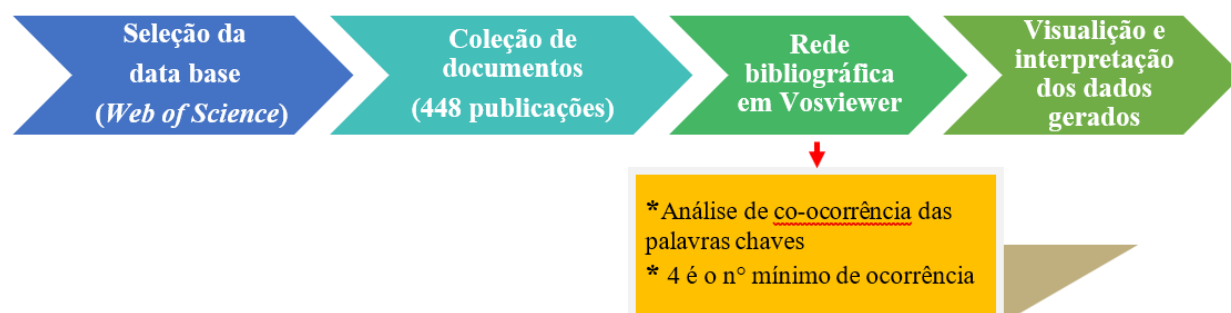 Seleção da
data base
(Web of Science)
Coleção de
documentos
(448 publicações)
Rede
bibliográfica
em Vosviewer
Visualição e
interpretação
dos dados
gerados
*Análise de co-ocorrência das
palavras chaves
* 4 é o n° mínimo de ocorrência